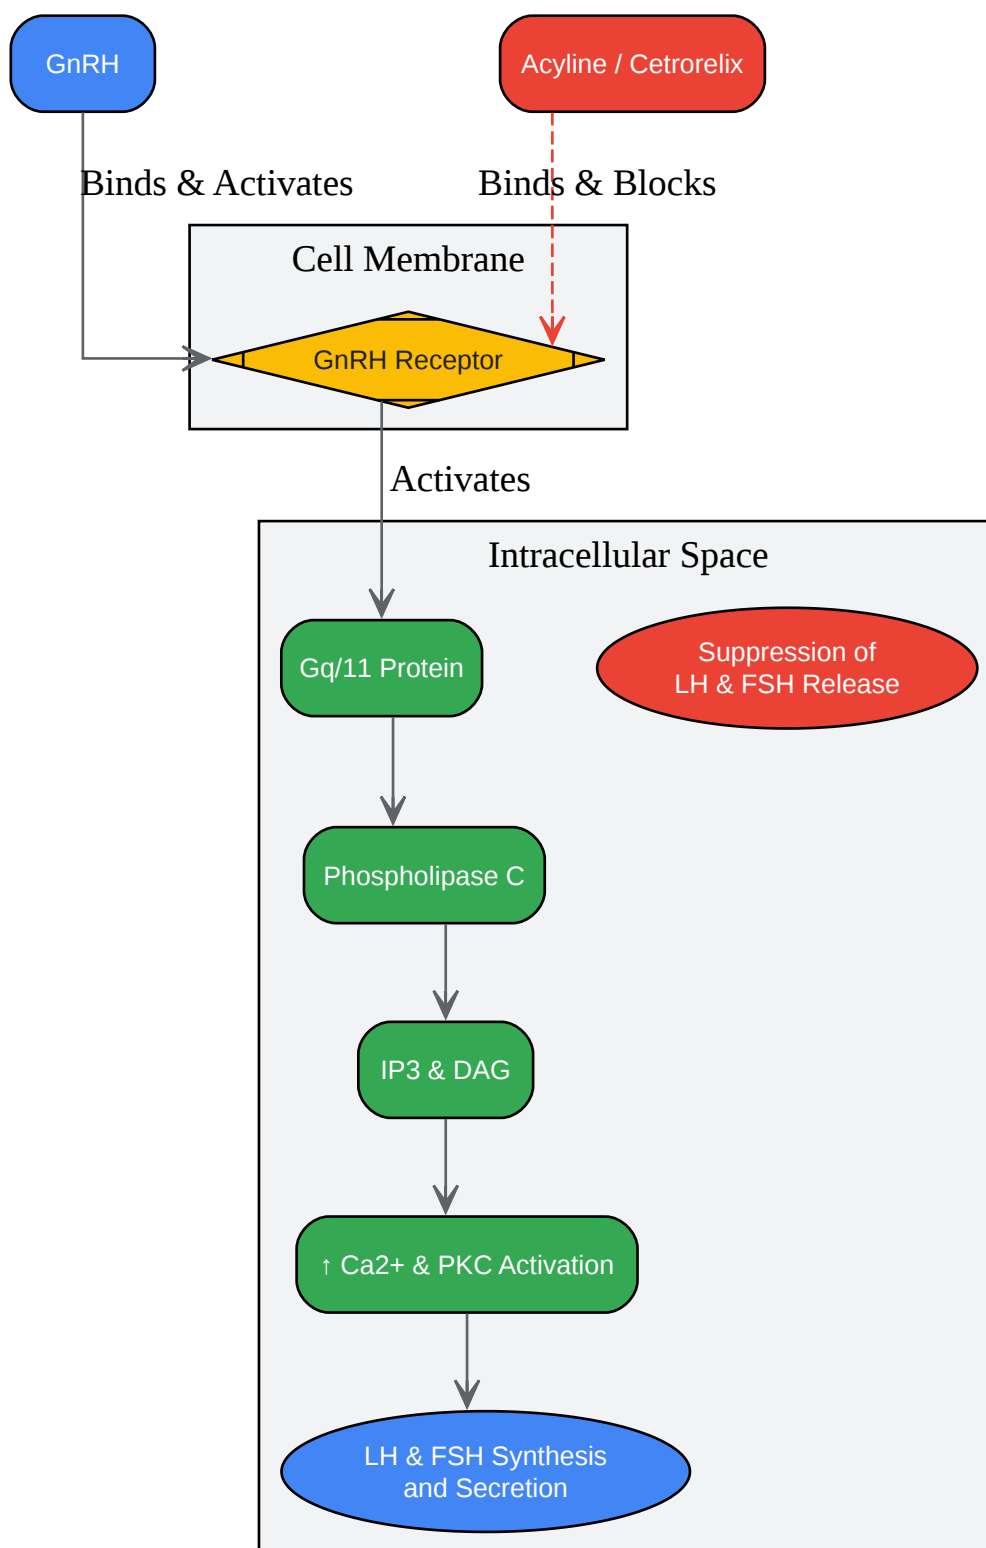 GnRH
Acyline / Cetrorelix
Binds & Activates
Binds & Blocks
Cell Membrane
GnRH Receptor
Activates
Intracellular Space
Gq/11 Protein
Suppression of
LH & FSH Release
Phospholipase C
IP3 & DAG
↑ Ca2+ & PKC Activation
LH & FSH Synthesis
and Secretion